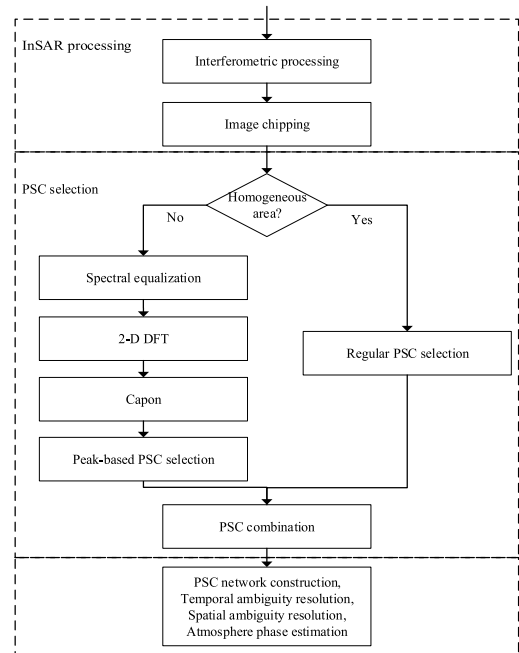 InSAR processing
Interferometric processing
Image chipping
PSC selection
Homogeneous
area?
No
Yes
Spectral equalization
2-D DFT
Regular PSC selection
Capon
Peak-based PSC selection
PSC combination
PSC network construction,
Temporal ambiguity resolution,
Spatial ambiguity resolution,
Atmosphere phase estimation